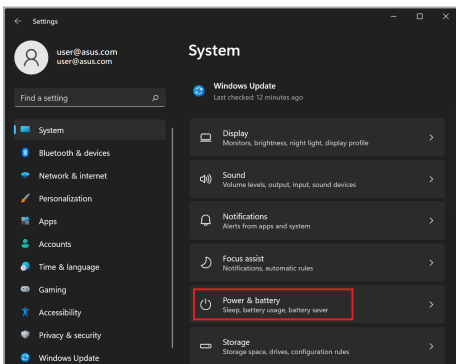 Settings
user@asus.com
user@asus.com
Find a setting
System
Bluetooth & devices
Network & internet
Personalization
Apps
Accounts
Time & language
Gaming
Accessibility
Privacy & security
Windows Update
System
Windows Update
Last checked: 12 minutes ago
Display
Monitors, brightness, night light, display profile
Sound
Volume levels, output, input, sound devices
Notifications
Alerts from apps and system
Focus assist
Notifications, automatic rules
Power & battery
Sleep, battery usage, battery saver
Storage
Storage space, drives, configuration rules